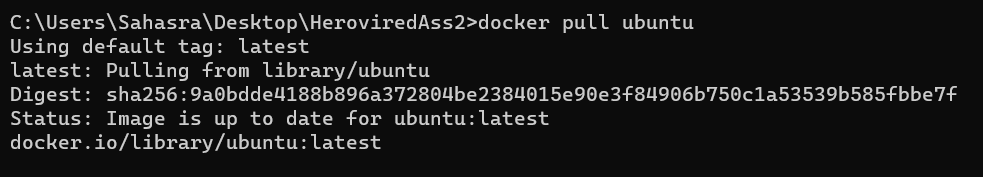 C:\Users\Sahasra\Desktop\HeroviredAss2>docker pull ubuntu
Using default tag: latest
latest: Pulling from library/ubuntu
Digest: sha256:9a0bdde4188b896a372804be2384015e90e3f84906b750c1a53539b585fbbe7f
Status: Image is up to date for ubuntu:latest
docker.io/library/ubuntu:latest